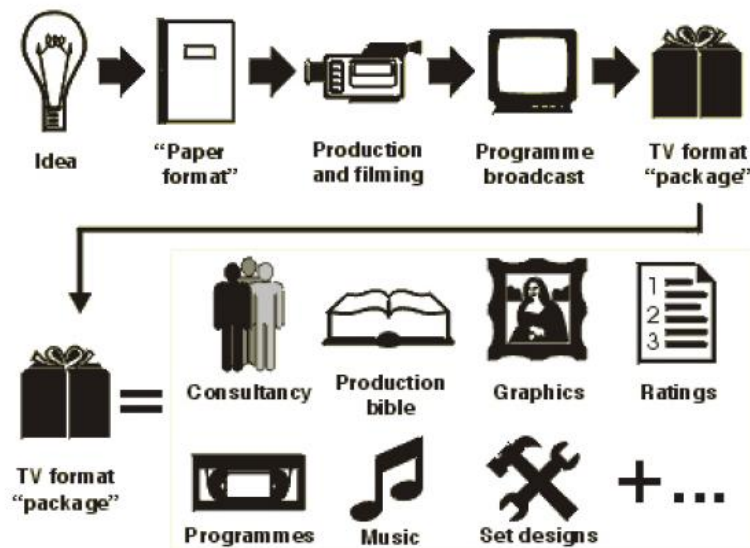 Idea
“Paper
format”
Production
and filming
Programme
broadcast
TV format
“package”
TV format
“package”
=
Consultancy
Production
bible
Graphics
1
2
3
Ratings
Programmes
Music
Set designs
+...